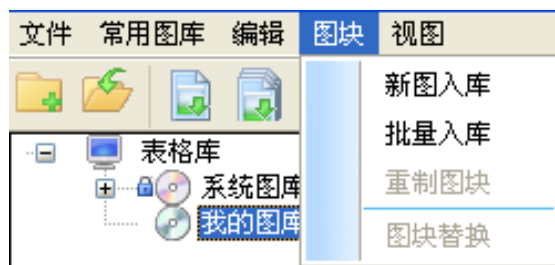 文件 常用图库 编辑 图块 视图
新图入库
批量入库
重制图块
图块替换
表格库
系统图库
我的图库